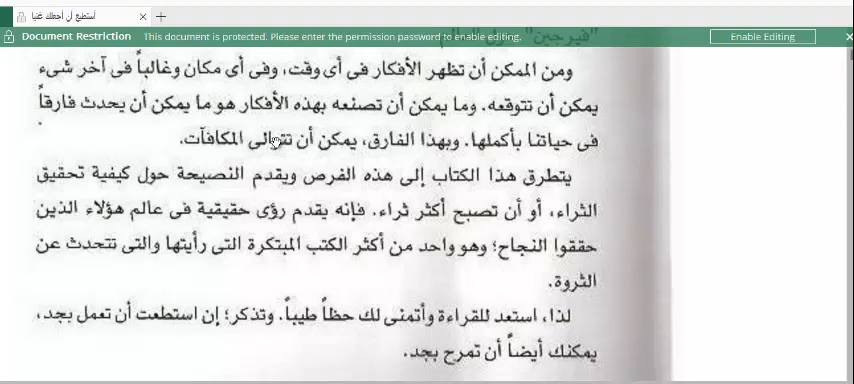 أستطيع أن أجعلك غنيا
Document Restriction This document is protected. Please enter the permission password to enable editing. Enable Editing
"فيرجين"
ومن الممكن أن تظهر الأفكار فى أى وقت، وفى أى مكان وغالباً فى آخر شىء
يمكن أن تتوقعه. وما يمكن أن تصنعه بهذه الأفكار هو ما يمكن أن يحدث فارقاً
فى حياتنا بأكملها. وبهذا الفارق، يمكن أن تتوالى المكافآت.
يتطرق هذا الكتاب إلى هذه الفرص ويقدم النصيحة حول كيفية تحقيق
الثراء، أو أن تصبح أكثر ثراء. فإنه يقدم رؤى حقيقية فى عالم هؤلاء الذين
حققوا النجاح؛ وهو واحد من أكثر الكتب المبتكرة التى رأيتها والتى تتحدث عن
الثروة.
لذا، استعد للقراءة وأتمنى لك حظاً طيباً. وتذكر؛ إن استطعت أن تعمل بجد،
يمكنك أيضاً أن تمرح بجد.